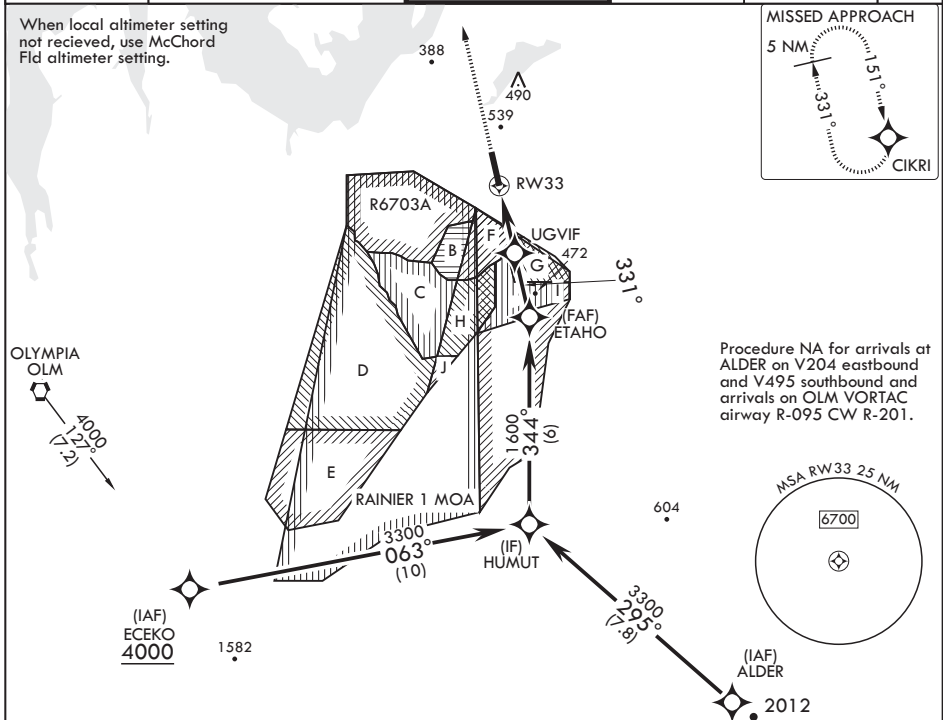 When local altimeter setting
not recieved, use McChord
Fld altimeter setting.
388
490
539
RW33
MISSED APPROACH
5 NM
151°
331°
CIKRI
R6703A
B
F
UGVIF
472
G
I
331°
C
H
(FAF)
ETAHO
J
D
E
OLYMPIA
OLM
4000
127°
(7.2)
Procedure NA for arrivals at
ALDER on V204 eastbound
and V495 southbound and
arrivals on OLM VORTAC
airway R-095 CW R-201.
1600
344°
(6)
RAINIER 1 MOA
3300
063°
(10)
(IF)
HUMUT
604
MSA RW33 25 NM
6700
(IAF)
ECEKO
4000
1582
3300
295°
(7.8)
(IAF)
ALDER
2012